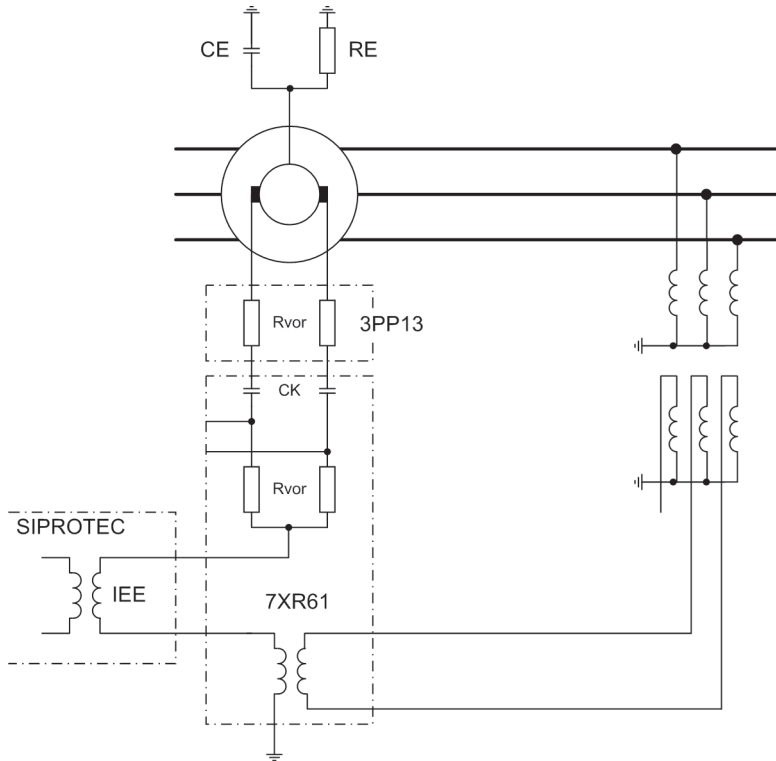 CE
RE
Rvor
3PP13
CK
Rvor
SIPROTEC
IEE
7XR61